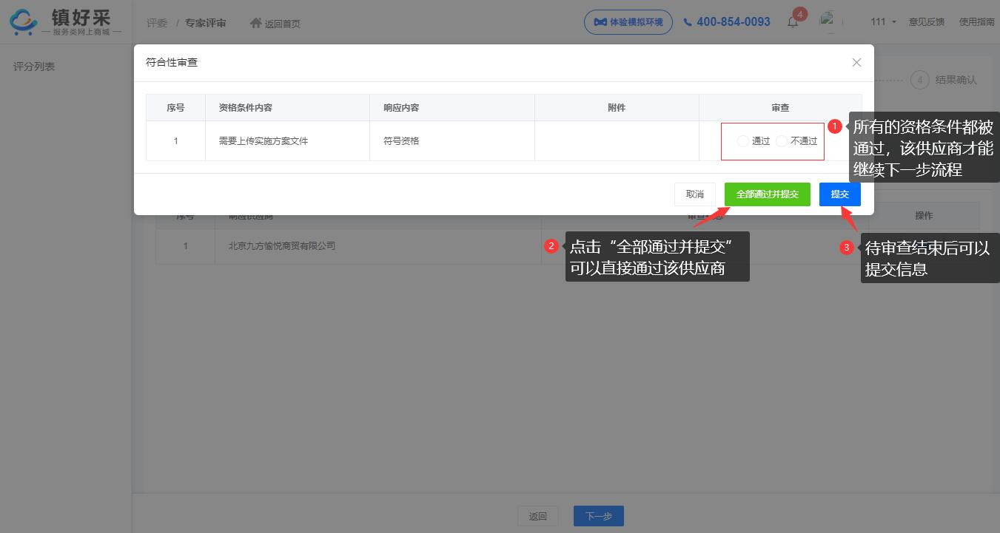 镇好采
服务类网上商城
评委 / 专家评审 返回首页
体验模拟环境
400-854-0093
4
111
意见反馈
使用指南
评分列表
4 结果确认
符合性审查
序号 资格条件内容 响应内容 附件 审查
1 需要上传实施方案文件 符号资格 通过 不通过
1 所有的资格条件都被
通过，该供应商才能
继续下一步流程
取消 全部通过并提交 提交
序号 响应供应商 操作
1 北京九方愉悦商贸有限公司
2 点击“全部通过并提交”
可以直接通过该供应商
3 待审查结束后可以
提交信息
返回 下一步